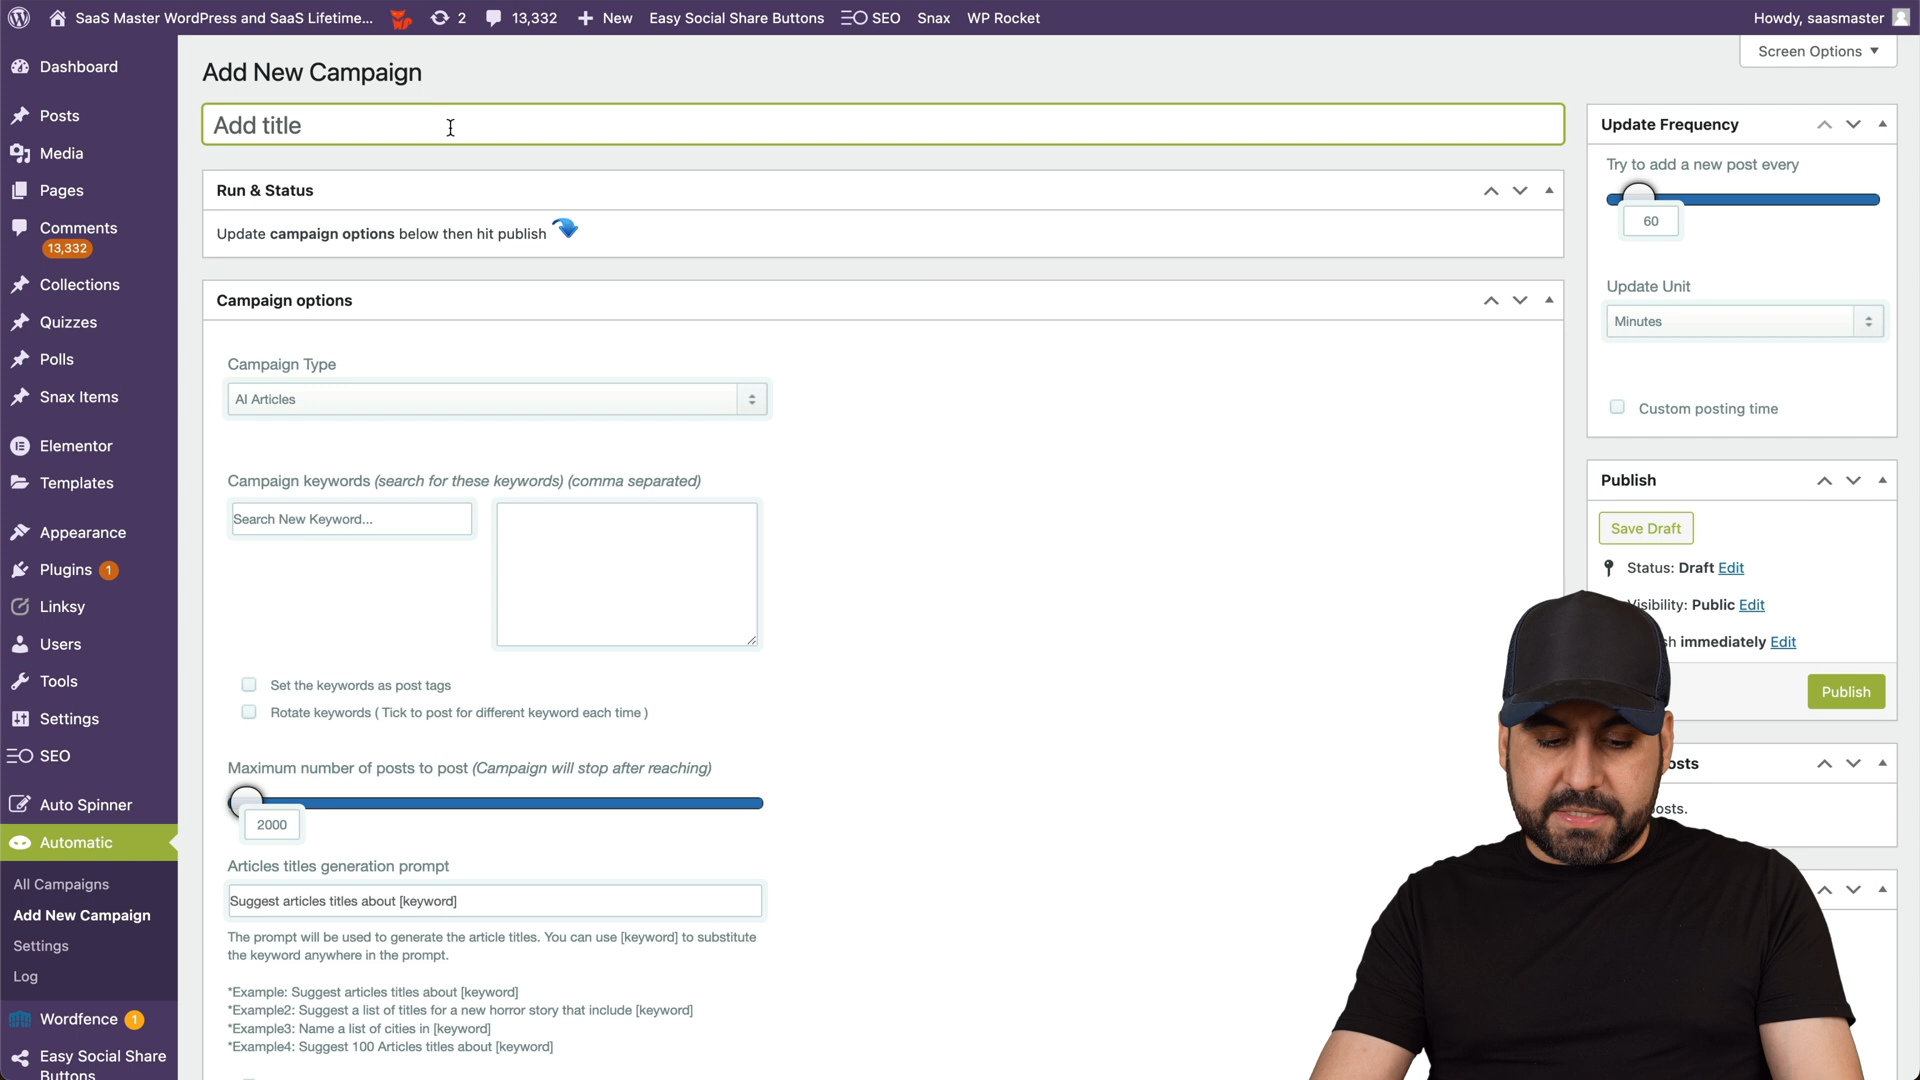 SaaS Master WordPress and SaaS Lifetime...
2
13,332
New
Easy Social Share Buttons
SEO
Snax
WP Rocket
Howdy, saasmaster
Screen Options
Dashboard
Posts
Media
Pages
Comments
13,332
Collections
Quizzes
Polls
Snax Items
Elementor
Templates
Appearance
Plugins 1
Linksy
Users
Tools
Settings
SEO
Auto Spinner
Automatic
All Campaigns
Add New Campaign
Settings
Log
Wordfence 1
Easy Social Share
Buttons
Add New Campaign
Add title
Run & Status
Update campaign options below then hit publish
Campaign options
Campaign Type
AI Articles
Campaign keywords (search for these keywords) (comma separated)
Search New Keyword...
Set the keywords as post tags
Rotate keywords ( Tick to post for different keyword each time )
Maximum number of posts to post (Campaign will stop after reaching)
2000
Articles titles generation prompt
Suggest articles titles about [keyword]
The prompt will be used to generate the article titles. You can use [keyword] to substitute
the keyword anywhere in the prompt.
*Example: Suggest articles titles about [keyword]
*Example2: Suggest a list of titles for a new horror story that include [keyword]
*Example3: Name a list of cities in [keyword]
*Example4: Suggest 100 Articles titles about [keyword]
Update Frequency
Try to add a new post every
60
Update Unit
Minutes
Custom posting time
Publish
Save Draft
Status: Draft Edit
Visibility: Public Edit
immediately Edit
Publish